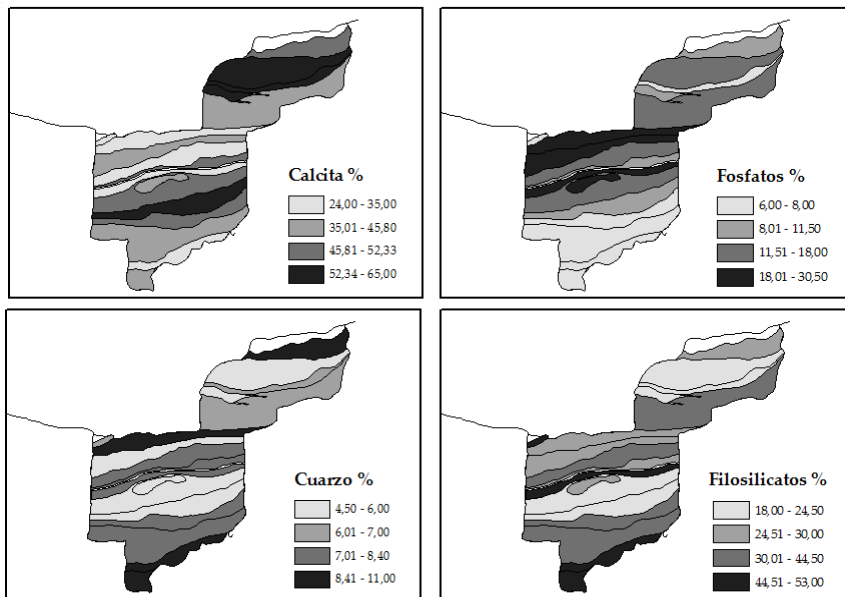 Calcita %
24,00 - 35,00
35,01 - 45,80
45,81 - 52,33
52,34 - 65,00
Fosfatos %
6,00 - 8,00
8,01 - 11,50
11,51 - 18,00
18,01 - 30,50
Cuarzo %
4,50 - 6,00
6,01 - 7,00
7,01 - 8,40
8,41 - 11,00
Filosilicatos %
18,00 - 24,50
24,51 - 30,00
30,01 - 44,50
44,51 - 53,00